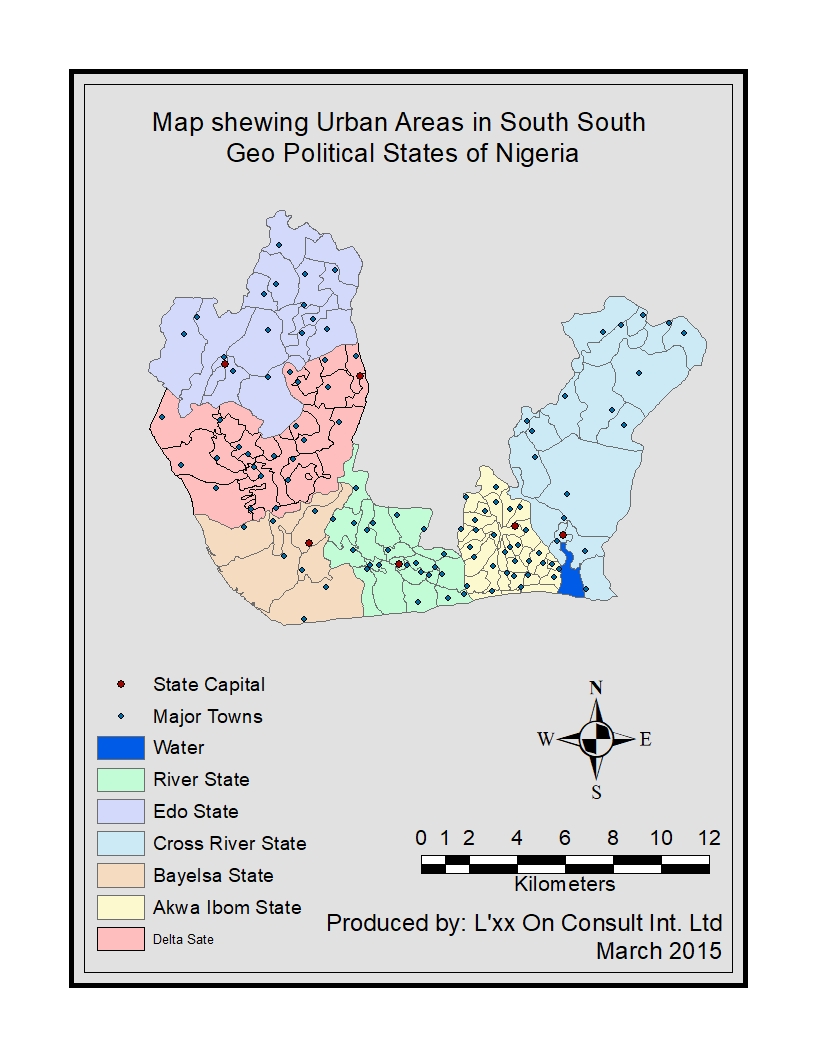 Map shewing Urban Areas in South South
Geo Political States of Nigeria
State Capital
Major Towns
Water
River State
Edo State
Cross River State
Bayelsa State
Akwa Ibom State
Delta Sate
N
W E
S
0 1 2 4 6 8 10 12
Kilometers
Produced by: L'xx On Consult Int. Ltd
March 2015